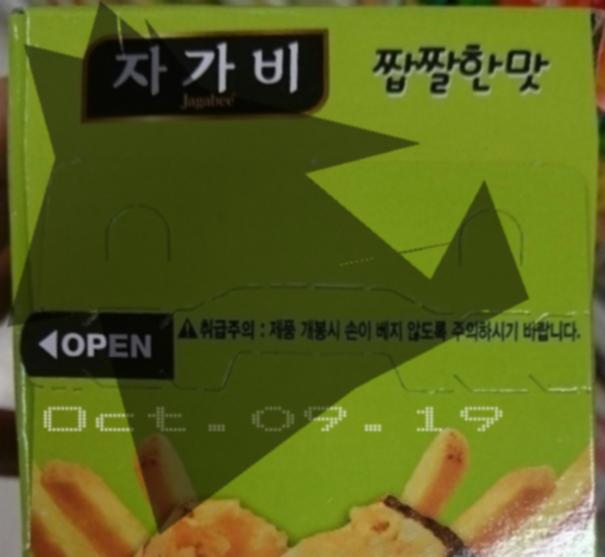 자가비 짭짤한맛
Jagabee
OPEN 취급주의 : 제품 개봉시 손이 베지 않도록 주의하시기 바랍니다.
Oct.09.19